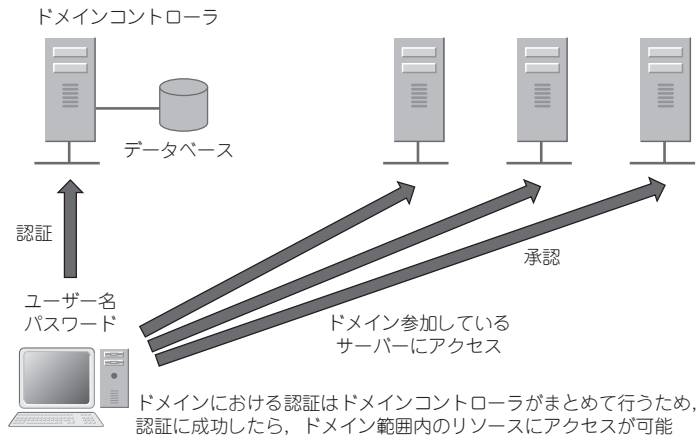 ドメインコントローラ
データベース
認証
承認
ユーザー名
パスワード
ドメイン参加している
サーバーにアクセス
ドメインにおける認証はドメインコントローラがまとめて行うため，
認証に成功したら，ドメイン範囲内のリソースにアクセスが可能